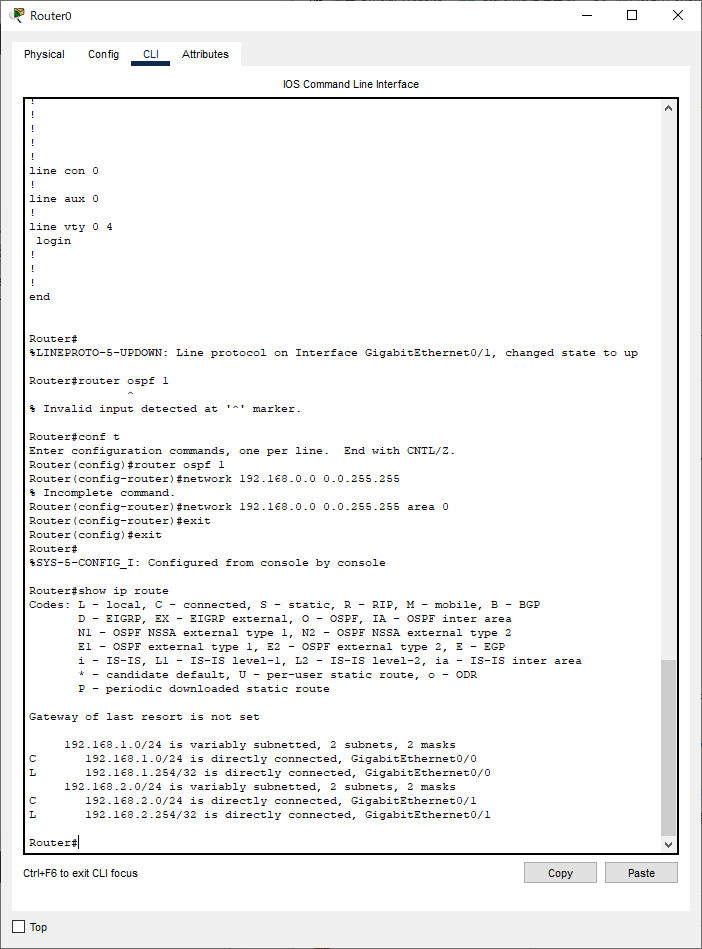 Router0
Physical Config CLI Attributes
IOS Command Line Interface
!
!
!
!
!
line con 0
!
line aux 0
!
line vty 0 4
 login
!
!
!
end
Router#
%LINEPROTO-5-UPDOWN: Line protocol on Interface GigabitEthernet0/1, changed state to up
Router#router ospf 1
^
% Invalid input detected at '^' marker.
Router#conf t
Enter configuration commands, one per line.  End with CNTL/Z.
Router(config)#router ospf 1
Router(config-router)#network 192.168.0.0 0.0.255.255
% Incomplete command.
Router(config-router)#network 192.168.0.0 0.0.255.255 area 0
Router(config-router)#exit
Router(config)#exit
Router#
%SYS-5-CONFIG_I: Configured from console by console
Router#show ip route
Codes: L - local, C - connected, S - static, R - RIP, M - mobile, B - BGP
D - EIGRP, EX - EIGRP external, O - OSPF, IA - OSPF inter area
N1 - OSPF NSSA external type 1, N2 - OSPF NSSA external type 2
E1 - OSPF external type 1, E2 - OSPF external type 2, E - EGP
i - IS-IS, L1 - IS-IS level-1, L2 - IS-IS level-2, ia - IS-IS inter area
* - candidate default, U - per-user static route, o - ODR
P - periodic downloaded static route
Gateway of last resort is not set
192.168.1.0/24 is variably subnetted, 2 subnets, 2 masks
C 192.168.1.0/24 is directly connected, GigabitEthernet0/0
L 192.168.1.254/32 is directly connected, GigabitEthernet0/0
192.168.2.0/24 is variably subnetted, 2 subnets, 2 masks
C 192.168.2.0/24 is directly connected, GigabitEthernet0/1
L 192.168.2.254/32 is directly connected, GigabitEthernet0/1
Router#
Ctrl+F6 to exit CLI focus Copy Paste
Top